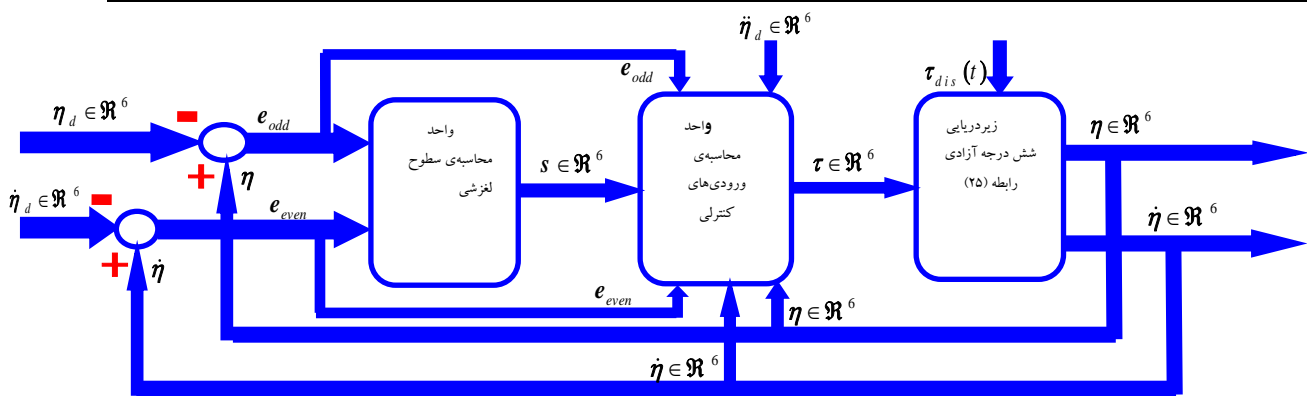 η̈_d ∈ ℜ^6
τ_dis(t)
e_odd
η_d ∈ ℜ^6
-
e_odd
+
η
η̇_d ∈ ℜ^6
-
e_even
+
η̇
واحد
محاسبه‌ی سطوح
لغزشی
s ∈ ℜ^6
واحد
محاسبه‌ی
ورودی‌های
کنترلی
τ ∈ ℜ^6
زیردریایی
شش درجه آزادی
رابطه (۲۵)
η ∈ ℜ^6
η̇ ∈ ℜ^6
e_even
η ∈ ℜ^6
η̇ ∈ ℜ^6